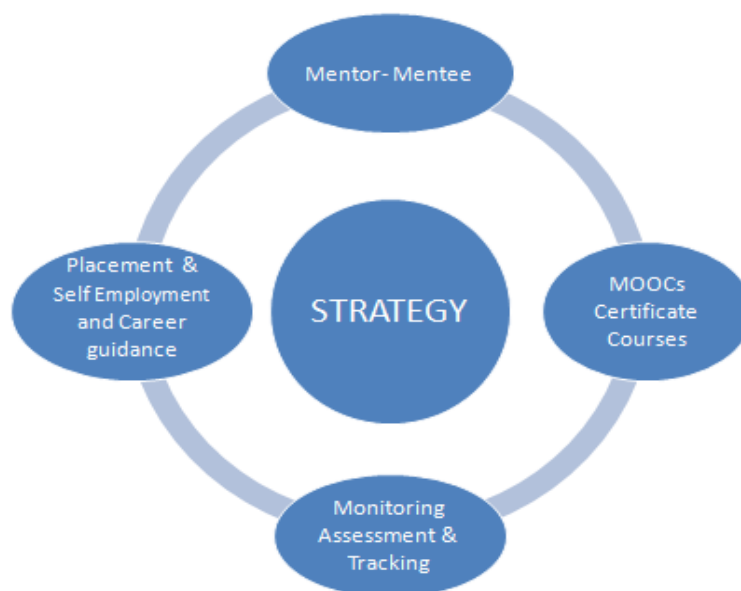 Mentor- Mentee
Placement &
Self Employment
and Career
guidance
STRATEGY
MOOCs
Certificate
Courses
Monitoring
Assessment &
Tracking